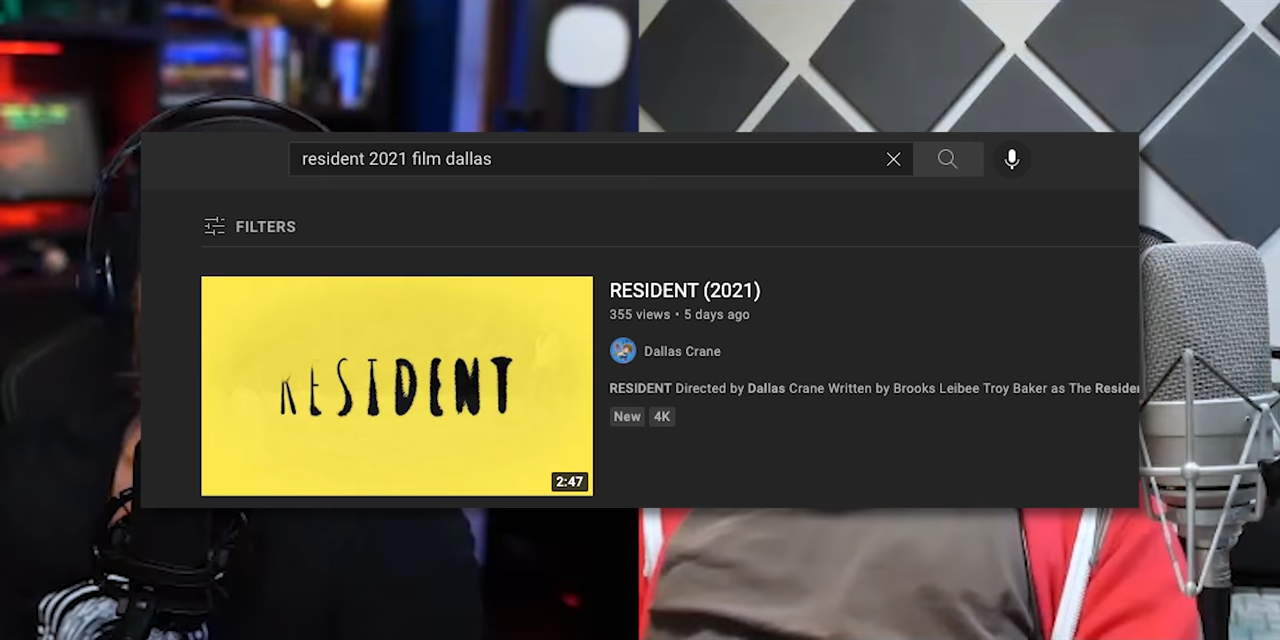 resident 2021 film dallas
FILTERS
RESIDENT
2:47
RESIDENT (2021)
355 views • 5 days ago
Dallas Crane
RESIDENT Directed by Dallas Crane Written by Brooks Leibee Troy Baker as The Resider
New 4K